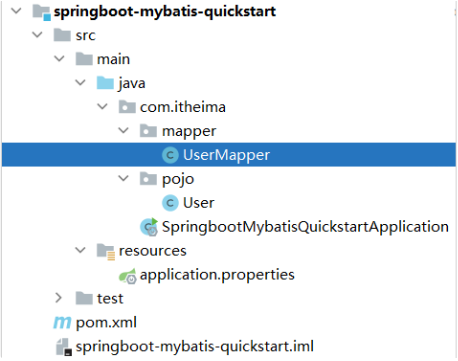 springboot-mybatis-quickstart
src
main
java
com.itheima
mapper
UserMapper
pojo
User
SpringbootMybatisQuickstartApplication
resources
application.properties
test
pom.xml
springboot-mybatis-quickstart.iml